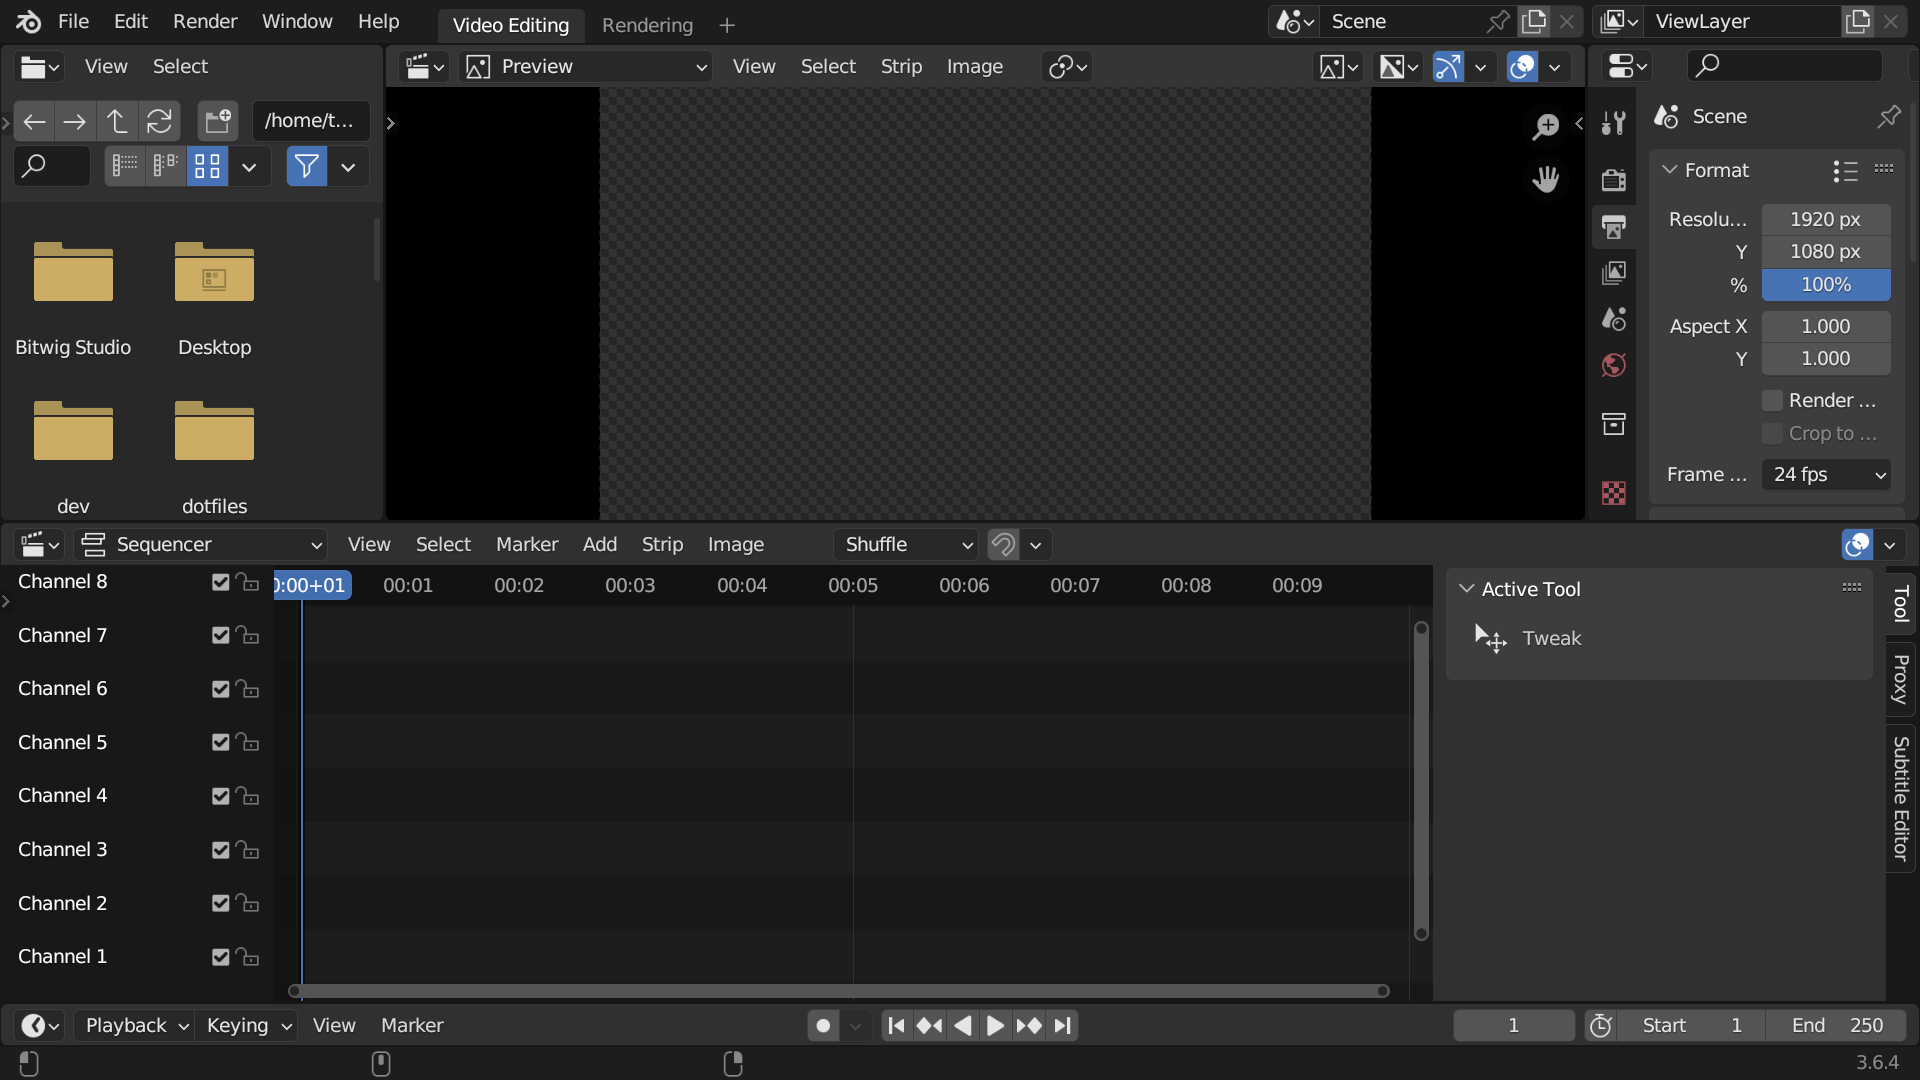 File Edit Render Window Help Video Editing Rendering + Scene ViewLayer
View Select Preview View Select Strip Image
/home/t...
Scene
Format
Resolu... 1920 px
Y 1080 px
% 100%
Aspect X 1.000
Y 1.000
Render ...
Crop to ...
Frame ... 24 fps
Bitwig Studio Desktop
dev dotfiles
Sequencer View Select Marker Add Strip Image Shuffle
0:00+01 00:01 00:02 00:03 00:04 00:05 00:06 00:07 00:08 00:09
Channel 8
Channel 7
Channel 6
Channel 5
Channel 4
Channel 3
Channel 2
Channel 1
Active Tool
Tweak
Tool
Proxy
Subtitle Editor
Playback Keying View Marker 1 Start 1 End 250
3.6.4